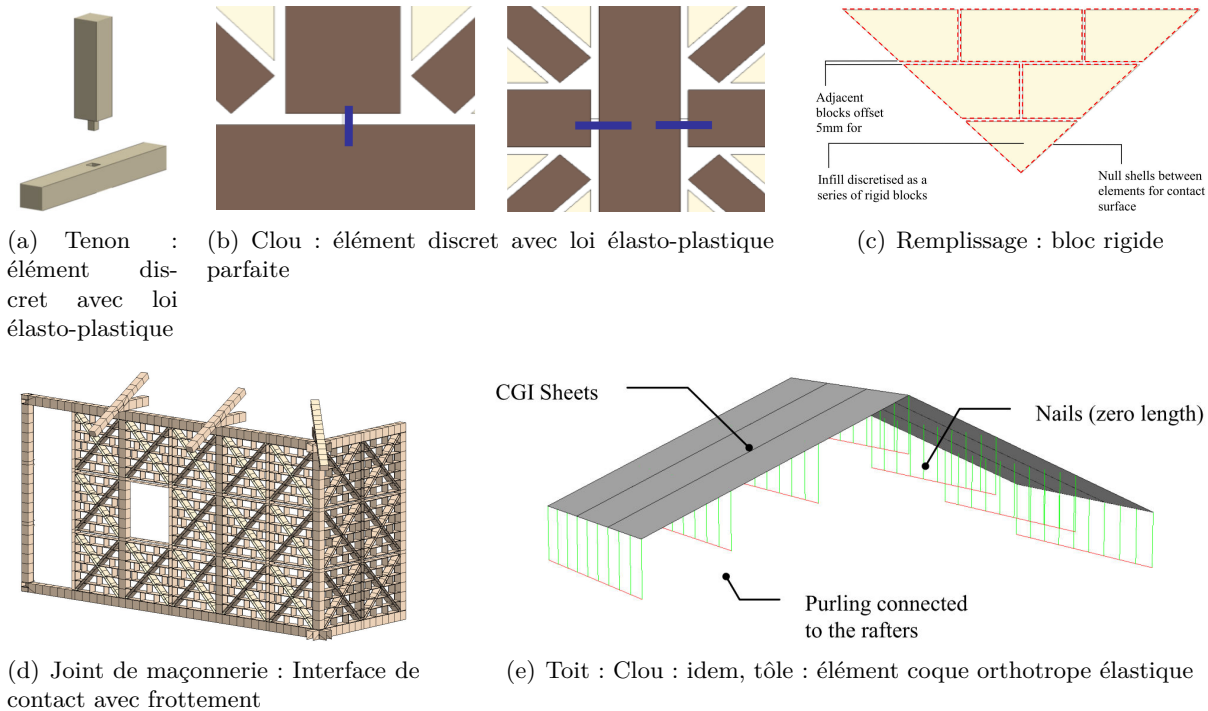 Adjacent
blocks offset
5mm for
Infill discretised as a
series of rigid blocks
Null shells between
elements for contact
surface
(a) Tenon :
élément dis-
cret avec loi
élasto-plastique
(b) Clou : élément discret avec loi élasto-plastique
parfaite
(c) Remplissage : bloc rigide
CGI Sheets
Nails (zero length)
Purling connected
to the rafters
(d) Joint de maçonnerie : Interface de
contact avec frottement
(e) Toit : Clou : idem, tôle : élément coque orthotrope élastique